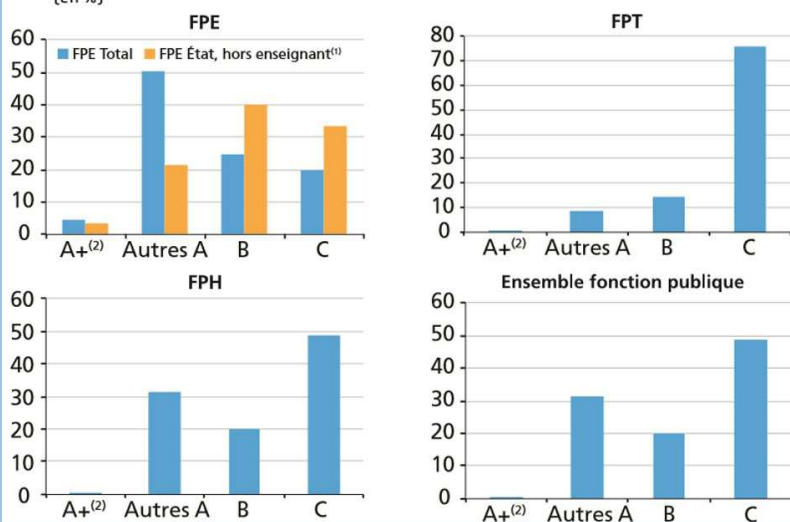 (en %)
FPE
60
50
40
30
20
10
0
FPE Total
FPE État, hors enseignant(1)
A+(2) Autres A B C
FPT
80
70
60
50
40
30
20
10
0
A+(2) Autres A B C
FPH
60
50
40
30
20
10
0
A+(2) Autres A B C
Ensemble fonction publique
60
50
40
30
20
10
0
A+(2) Autres A B C